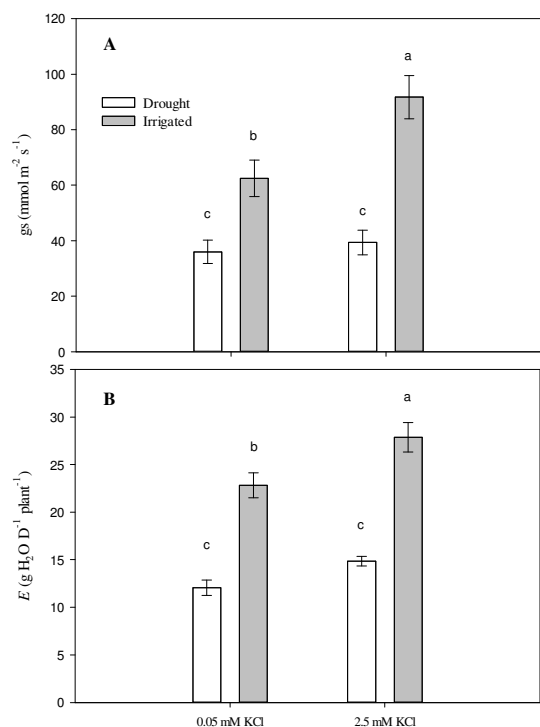 120
A
a
100
Drought
Irrigated
b
80
gs (mmol m⁻² s⁻¹)
60
c
c
40
20
0
35
B
a
30
b
25
E (g H₂O D⁻¹ plant⁻¹)
20
c
c
15
10
5
0
0.05 mM KCl
2.5 mM KCl